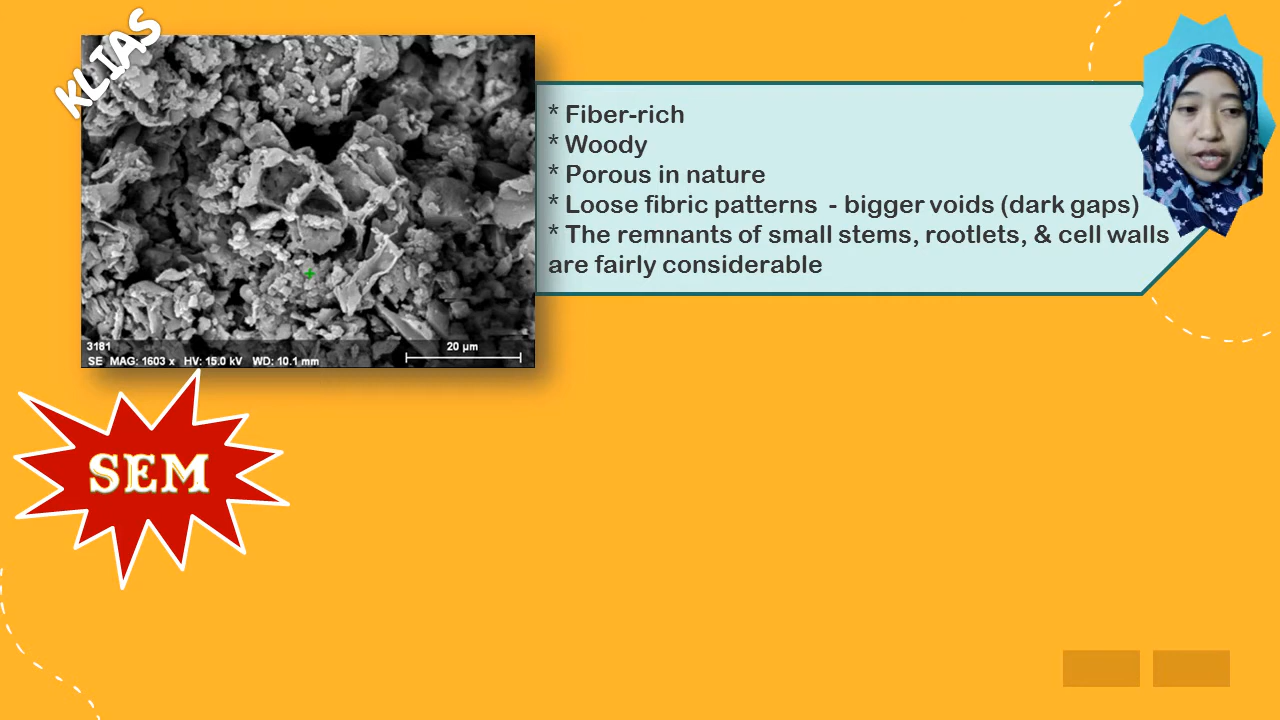 KLIAS
* Fiber-rich
* Woody
* Porous in nature
* Loose fibric patterns - bigger voids (dark gaps)
* The remnants of small stems, rootlets, & cell walls
are fairly considerable
3181
SE MAG: 1603 x HV: 15.0 kV WD: 10.1 mm
20 µm
SEM